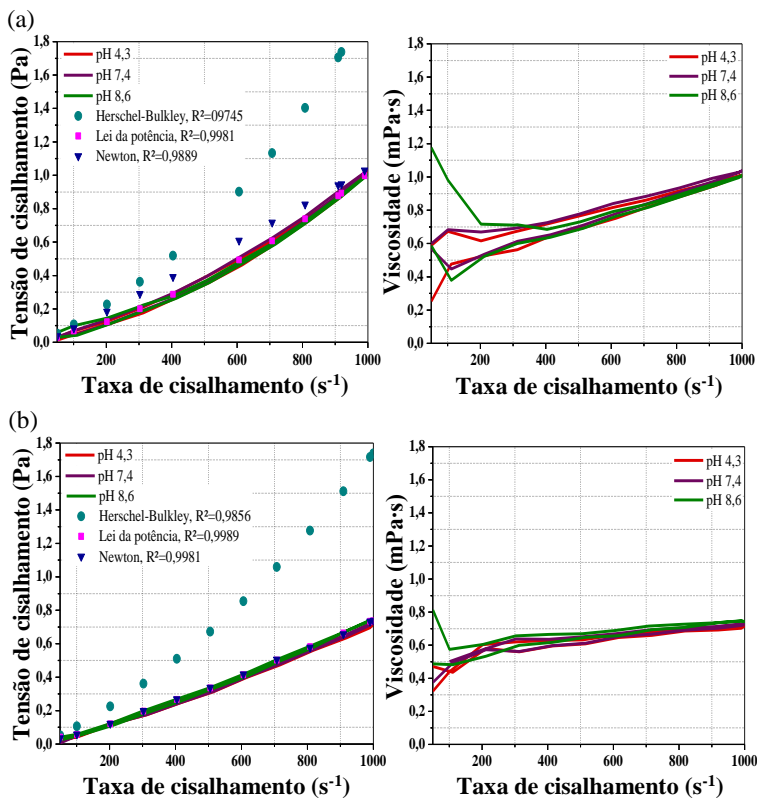 (a)
Tensão de cisalhamento (Pa)
1,8
1,6
1,4
1,2
1,0
0,8
0,6
0,4
0,2
0,0
pH 4,3
pH 7,4
pH 8,6
Herschel-Bulkley, R²=09745
Lei da potência, R²=0,9981
Newton, R²=0,9889
200
400
600
800
1000
Taxa de cisalhamento (s⁻¹)
Viscosidade (mPa·s)
1,8
1,6
1,4
1,2
1,0
0,8
0,6
0,4
0,2
0,0
pH 4,3
pH 7,4
pH 8,6
200
400
600
800
1000
Taxa de cisalhamento (s⁻¹)
(b)
Tensão de cisalhamento (Pa)
1,8
1,6
1,4
1,2
1,0
0,8
0,6
0,4
0,2
0,0
pH 4,3
pH 7,4
pH 8,6
Herschel-Bulkley, R²=0,9856
Lei da potência, R²=0,9989
Newton, R²=0,9981
200
400
600
800
1000
Taxa de cisalhamento (s⁻¹)
Viscosidade (mPa·s)
1,8
1,6
1,4
1,2
1,0
0,8
0,6
0,4
0,2
0,0
pH 4,3
pH 7,4
pH 8,6
200
400
600
800
1000
Taxa de cisalhamento (s⁻¹)